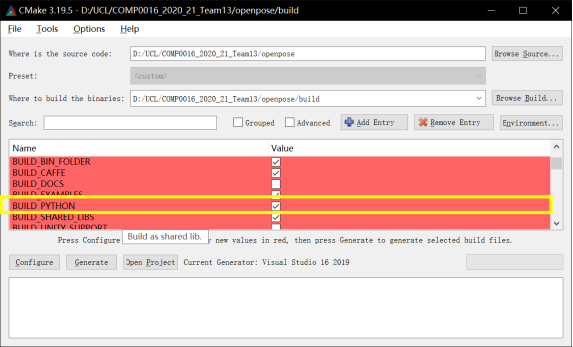 CMake 3.19.5 - D:/UCL/COMP0016_2020_21_Team13/openpose/build
File Tools Options Help
Where is the source code: D:/UCL/COMP0016_2020_21_Team13/openpose Browse Source...
Preset: <custom>
Where to build the binaries: D:/UCL/COMP0016_2020_21_Team13/openpose/build Browse Build...
Search: Grouped Advanced Add Entry Remove Entry Environment...
Name Value
BUILD_BIN_FOLDER
BUILD_CAFFE
BUILD_DOCS
BUILD_EXAMPLES
BUILD_PYTHON
BUILD_SHARED_LIBS
BUILD_UNITY_SUPPORT
Press Configure new values in red, then press Generate to generate selected build files.
Build as shared lib.
Configure Generate Open Project Current Generator: Visual Studio 16 2019